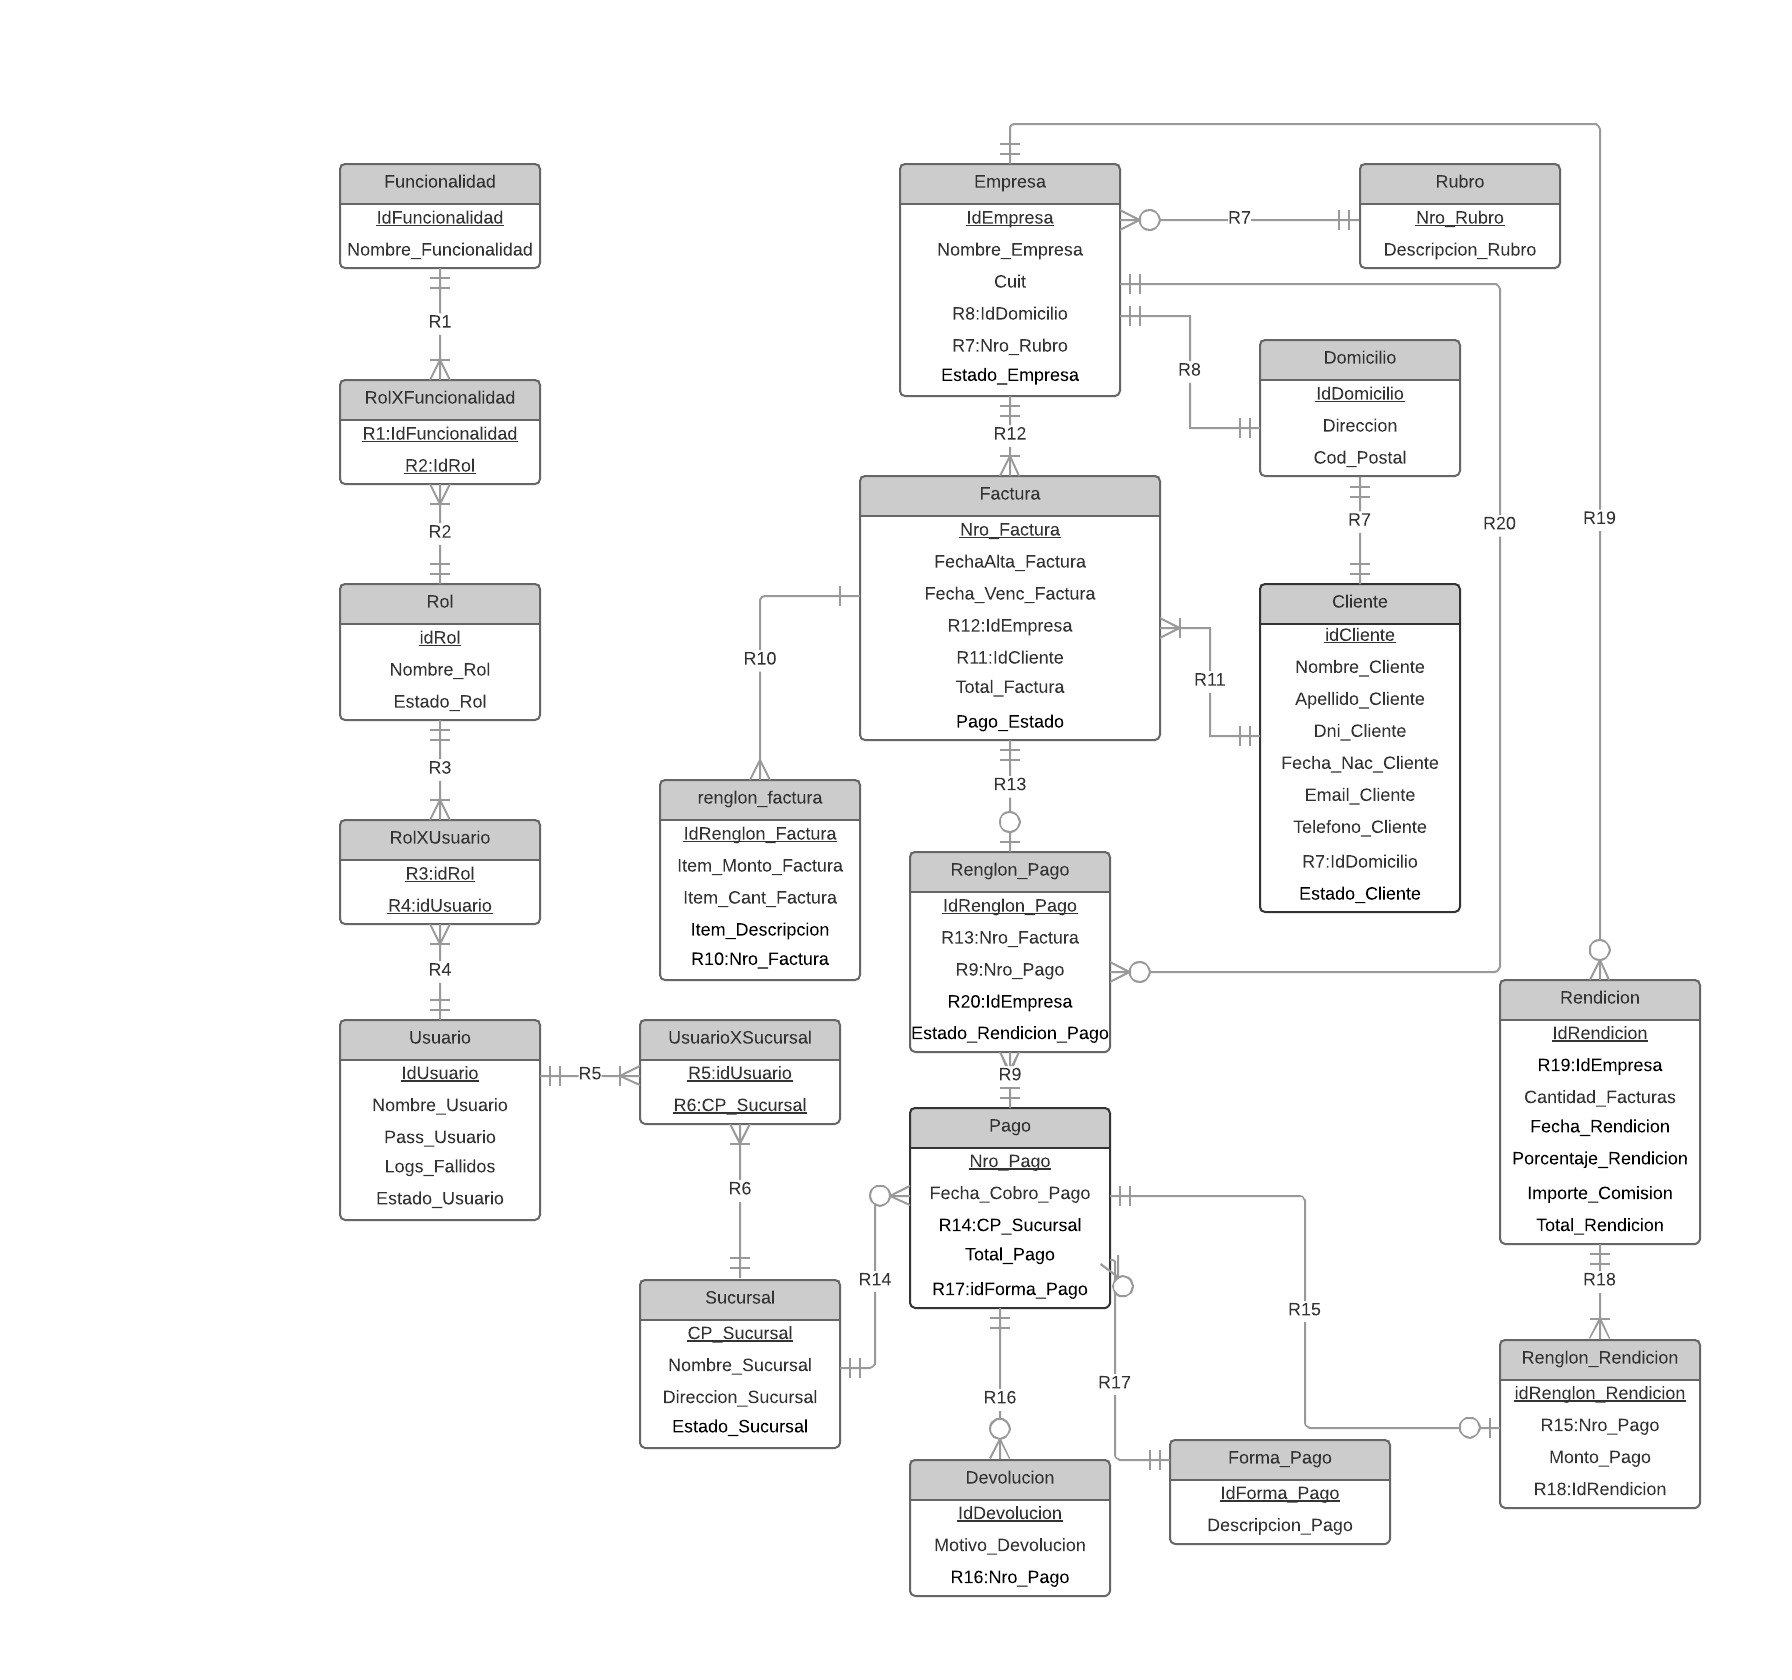 Funcionalidad
IdFuncionalidad
Nombre_Funcionalidad
R1
RolXFuncionalidad
R1:IdFuncionalidad
R2:IdRol
R2
Rol
idRol
Nombre_Rol
Estado_Rol
R3
RolXUsuario
R3:idRol
R4:idUsuario
R4
Usuario
IdUsuario
Nombre_Usuario
Pass_Usuario
Logs_Fallidos
Estado_Usuario
R5
UsuarioXSucursal
R5:idUsuario
R6:CP_Sucursal
R6
Sucursal
CP_Sucursal
Nombre_Sucursal
Direccion_Sucursal
Estado_Sucursal
R14
Empresa
IdEmpresa
Nombre_Empresa
Cuit
R8:IdDomicilio
R7:Nro_Rubro
Estado_Empresa
R7
Rubro
Nro_Rubro
Descripcion_Rubro
R8
Domicilio
IdDomicilio
Direccion
Cod_Postal
R7
R20
R19
R12
Factura
Nro_Factura
FechaAlta_Factura
Fecha_Venc_Factura
R12:IdEmpresa
R11:IdCliente
Total_Factura
Pago_Estado
R10
R11
Cliente
idCliente
Nombre_Cliente
Apellido_Cliente
Dni_Cliente
Fecha_Nac_Cliente
Email_Cliente
Telefono_Cliente
R7:IdDomicilio
Estado_Cliente
renglon_factura
IdRenglon_Factura
Item_Monto_Factura
Item_Cant_Factura
Item_Descripcion
R10:Nro_Factura
R13
Renglon_Pago
IdRenglon_Pago
R13:Nro_Factura
R9:Nro_Pago
R20:IdEmpresa
Estado_Rendicion_Pago
R9
Pago
Nro_Pago
Fecha_Cobro_Pago
R14:CP_Sucursal
Total_Pago
R17:idForma_Pago
R16
R17
R15
Devolucion
IdDevolucion
Motivo_Devolucion
R16:Nro_Pago
Forma_Pago
IdForma_Pago
Descripcion_Pago
Rendicion
IdRendicion
R19:IdEmpresa
Cantidad_Facturas
Fecha_Rendicion
Porcentaje_Rendicion
Importe_Comision
Total_Rendicion
R18
Renglon_Rendicion
idRenglon_Rendicion
R15:Nro_Pago
Monto_Pago
R18:IdRendicion